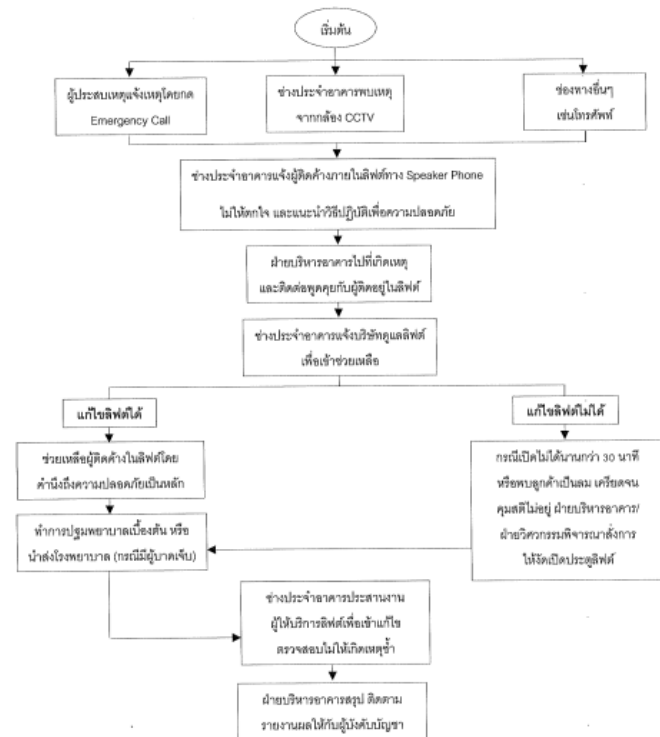 เริ่มต้น
ผู้ประสบเหตุแจ้งเหตุโดยกด
Emergency Call
ช่างประจำอาคารพบเหตุ
จากกล้อง CCTV
ช่องทางอื่นๆ
เช่นโทรศัพท์
ช่างประจำอาคารแจ้งผู้ติดค้างภายในลิฟต์ทาง Speaker Phone
ไม่ให้ตกใจ และแนะนำวิธีปฏิบัติเพื่อความปลอดภัย
ฝ่ายบริหารอาคารไปที่เกิดเหตุ
และติดต่อพูดคุยกับผู้ติดอยู่ในลิฟต์
ช่างประจำอาคารแจ้งบริษัทดูแลลิฟต์
เพื่อเข้าช่วยเหลือ
แก้ไขลิฟต์ได้
แก้ไขลิฟต์ไม่ได้
ช่วยเหลือผู้ติดค้างในลิฟต์โดย
คำนึงถึงความปลอดภัยเป็นหลัก
กรณีเปิดไม่ได้นานกว่า 30 นาที
หรือพบลูกค้าเป็นลม เครียดจน
คุมสติไม่อยู่ ฝ่ายบริหารอาคาร/
ฝ่ายวิศวกรรมพิจารณาสั่งการ
ให้งัดเปิดประตูลิฟต์
ทำการปฐมพยาบาลเบื้องต้น หรือ
นำส่งโรงพยาบาล (กรณีมีผู้บาดเจ็บ)
ช่างประจำอาคารประสานงาน
ผู้ให้บริการลิฟต์เพื่อเข้าแก้ไข
ตรวจสอบไม่ให้เกิดเหตุซ้ำ
ฝ่ายบริหารอาคารสรุป ติดตาม
รายงานผลให้กับผู้บังคับบัญชา